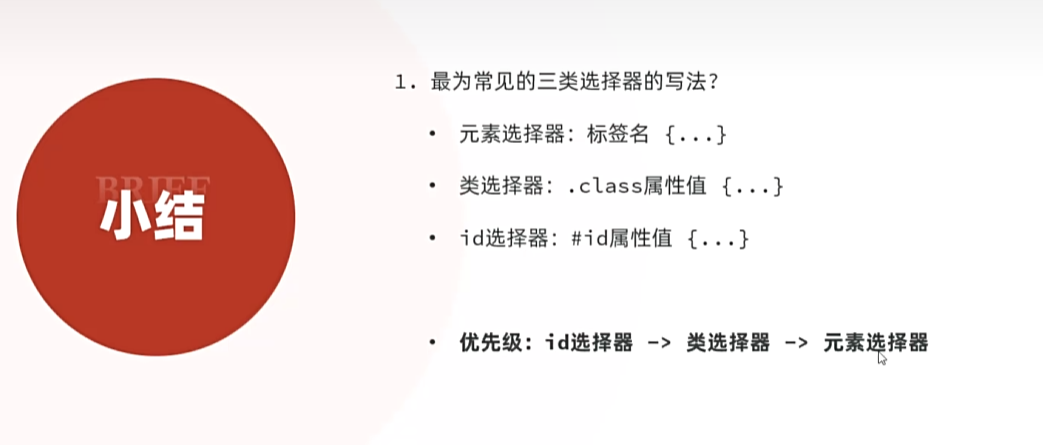 BRIEF
小结
1. 最为常见的三类选择器的写法?
• 元素选择器: 标签名 {...}
• 类选择器: .class属性值 {...}
• id选择器: #id属性值 {...}
• 优先级: id选择器 -> 类选择器 -> 元素选择器